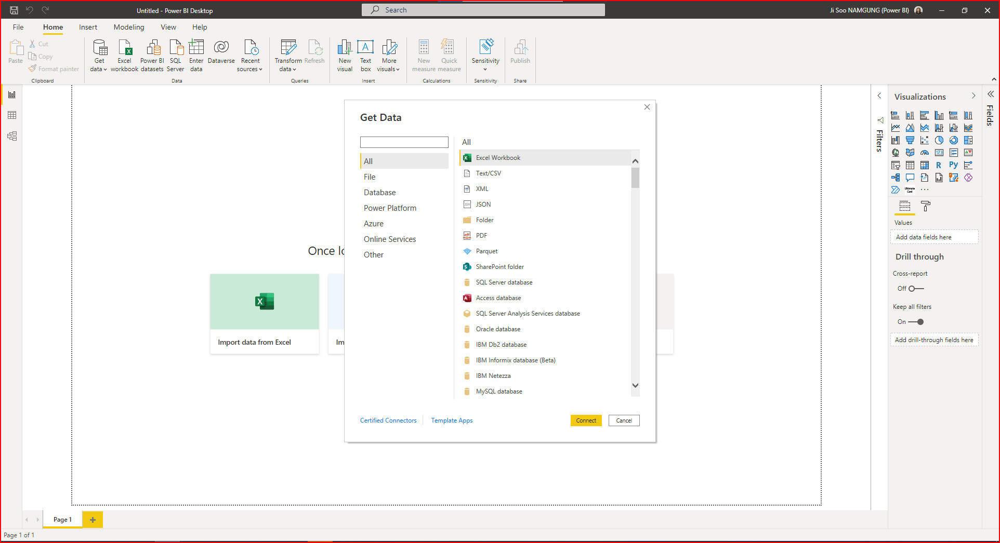 Untitled - Power BI Desktop
Search
Ji Soo NAMGUNG (Power BI)
File Home Insert Modeling View Help
Paste
Cut
Copy
Format painter
Clipboard
Get data
Excel workbook
Power BI datasets
SQL Server
Enter data
Dataverse
Recent sources
Data
Transform data
Refresh
Queries
New visual
Text box
More visuals
Insert
New measure
Quick measure
Calculations
Sensitivity
Sensitivity
Publish
Share
Once lo
Import data from Excel
Im
Get Data
All
File
Database
Power Platform
Azure
Online Services
Other
All
Excel Workbook
Text/CSV
XML
JSON
Folder
PDF
Parquet
SharePoint folder
SQL Server database
Access database
SQL Server Analysis Services database
Oracle database
IBM Db2 database
IBM Informix database (Beta)
IBM Netezza
MySQL database
Certified Connectors
Template Apps
Connect
Cancel
Filters
Visualizations
R
Py
Ultimate Card
Values
Add data fields here
Drill through
Cross-report
Off
Keep all filters
On
Add drill-through fields here
Fields
Page 1
Page 1 of 1